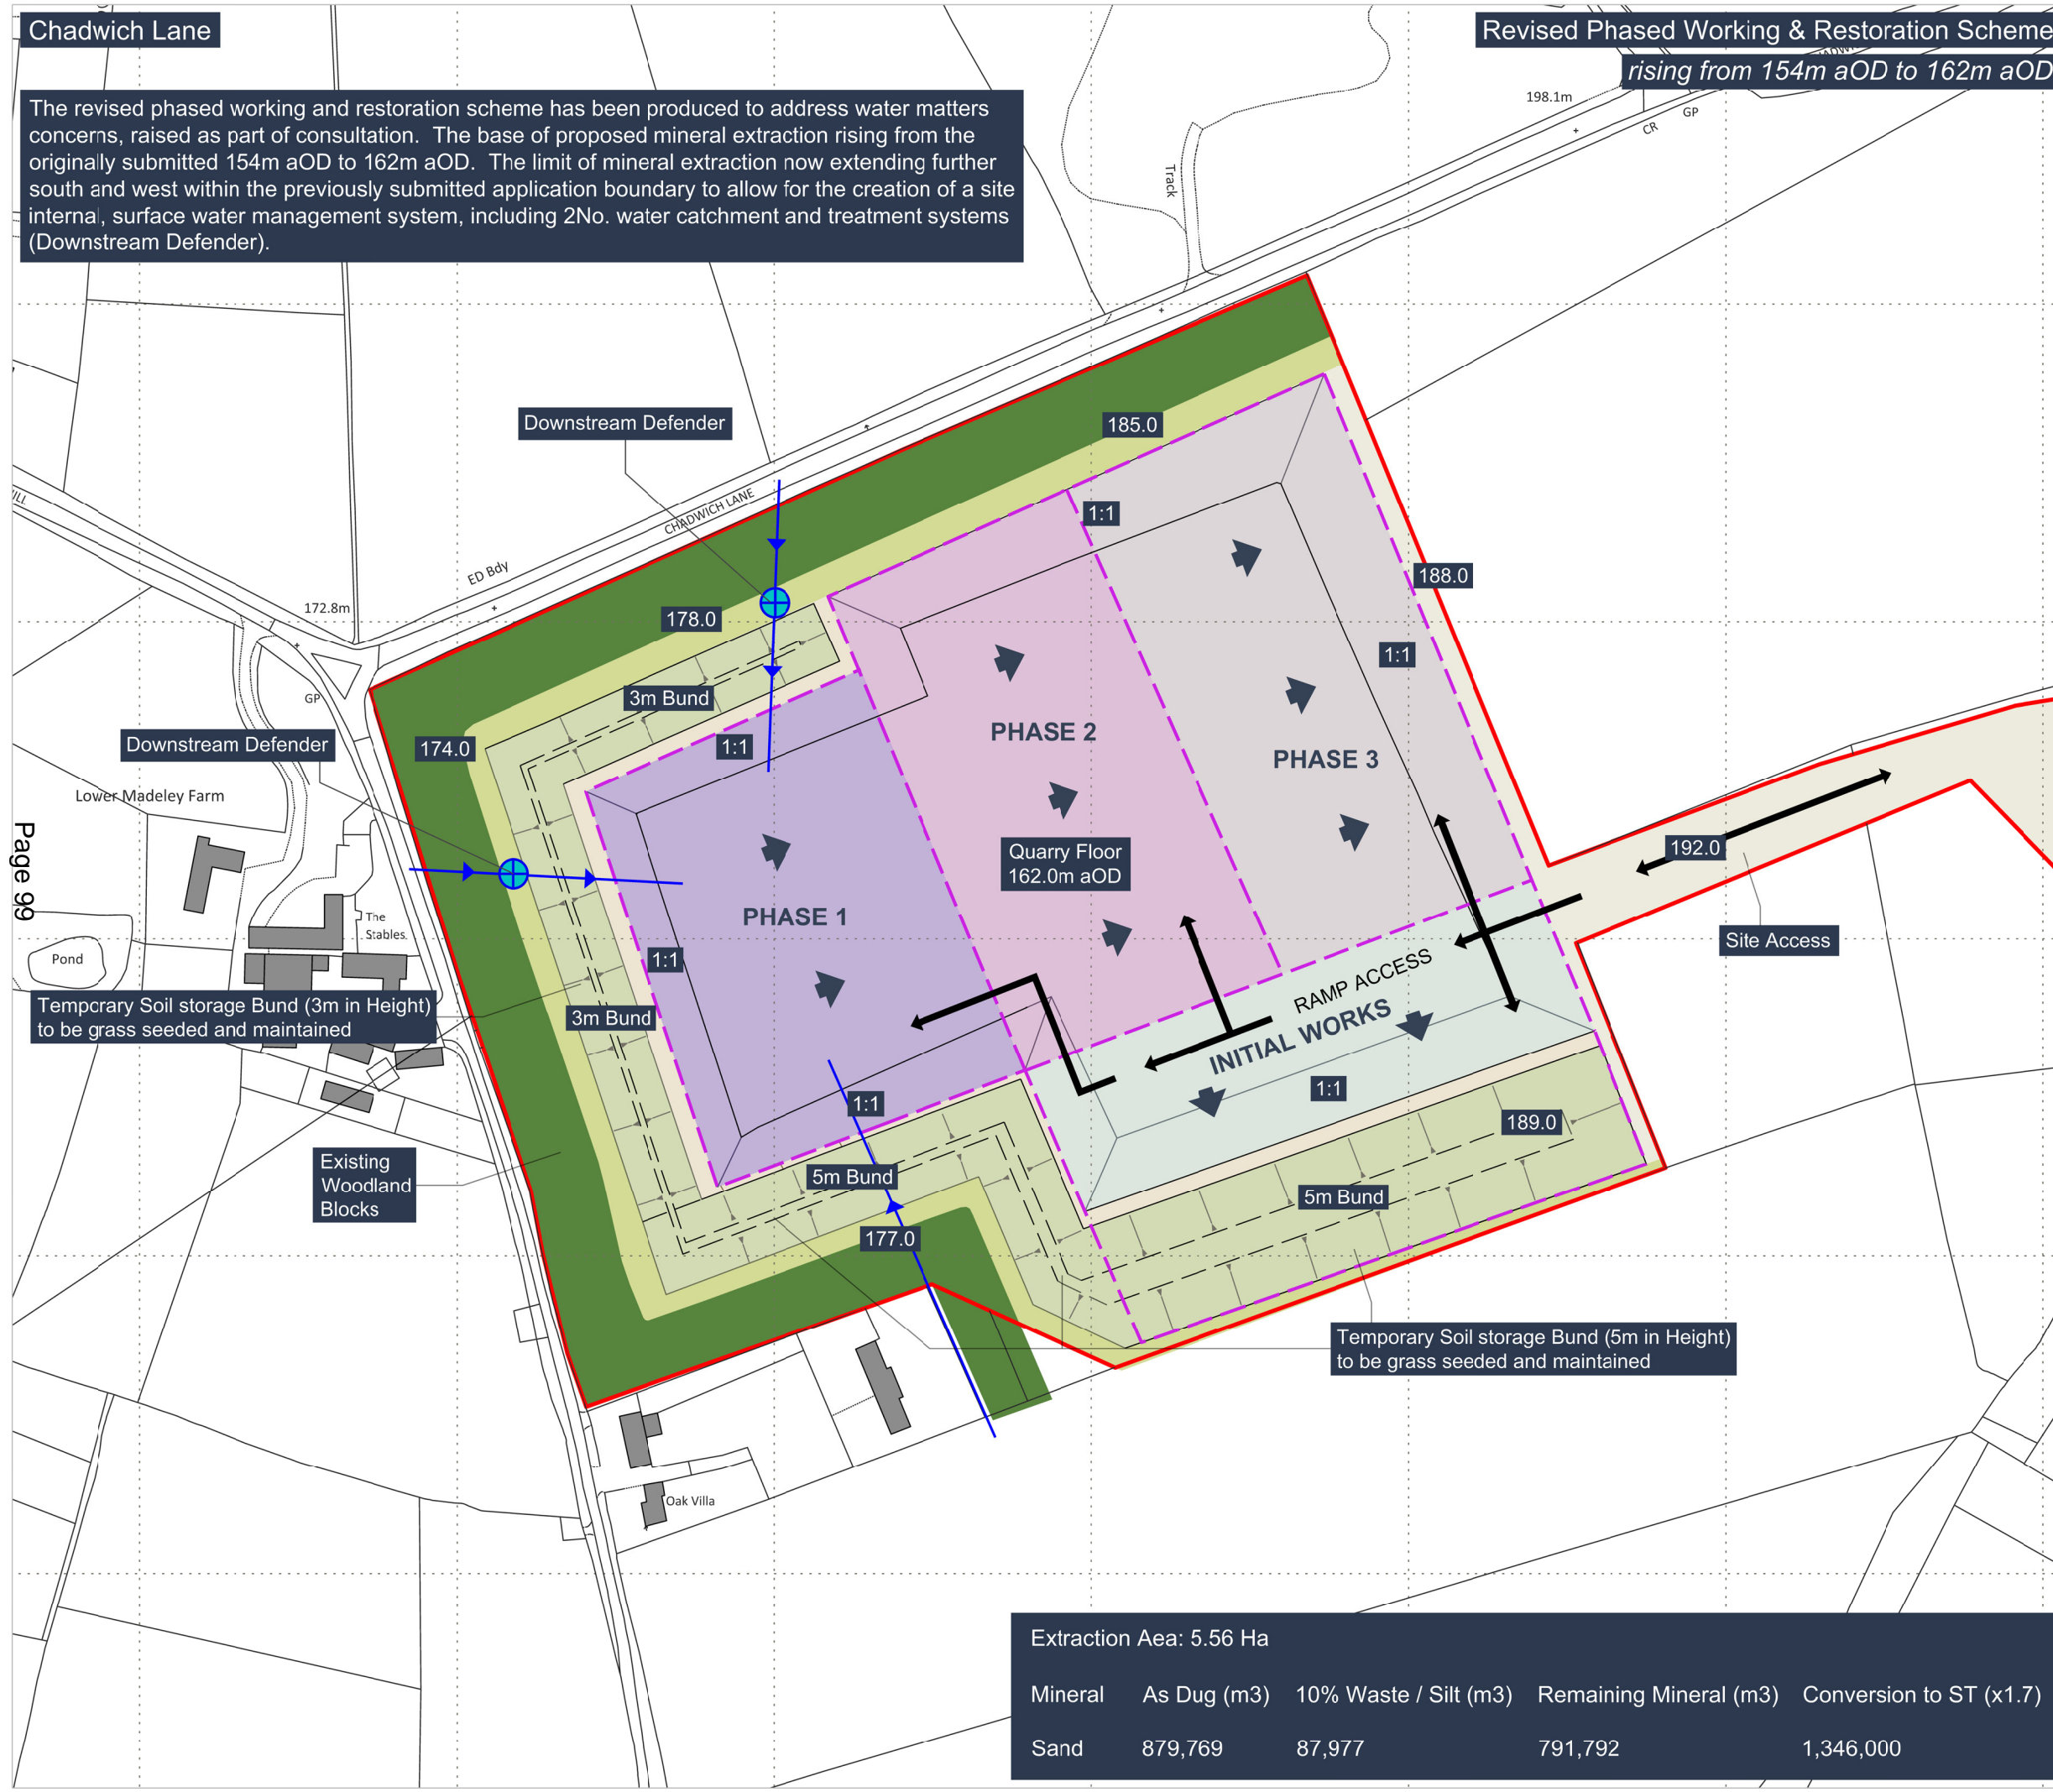 Chadwich Lane
Revised Phased Working & Restoration Scheme
rising from 154m aOD to 162m aOD
The revised phased working and restoration scheme has been produced to address water matters
concerns, raised as part of consultation. The base of proposed mineral extraction rising from the
originally submitted 154m aOD to 162m aOD. The limit of mineral extraction now extending further
south and west within the previously submitted application boundary to allow for the creation of a site
internal, surface water management system, including 2No. water catchment and treatment systems
(Downstream Defender).
198.1m
GP
CR
Track
Downstream Defender
185.0
CHADWICH LANE
1:1
ED Bdy
188.0
172.8m
178.0
1:1
GP
3m Bund
174.0
Downstream Defender
1:1
PHASE 2
PHASE 3
Lower Madeley Farm
Page 99
Quarry Floor
162.0m aOD
192.0
PHASE 1
The
Stables
Site Access
Pond
1:1
RAMP ACCESS
Temporary Soil storage Bund (3m in Height)
to be grass seeded and maintained
3m Bund
INITIAL WORKS
1:1
1:1
189.0
Existing
Woodland
Blocks
5m Bund
5m Bund
177.0
Temporary Soil storage Bund (5m in Height)
to be grass seeded and maintained
Oak Villa
Extraction Aea: 5.56 Ha
Mineral As Dug (m3) 10% Waste / Silt (m3) Remaining Mineral (m3) Conversion to ST (x1.7)
Sand 879,769 87,977 791,792 1,346,000